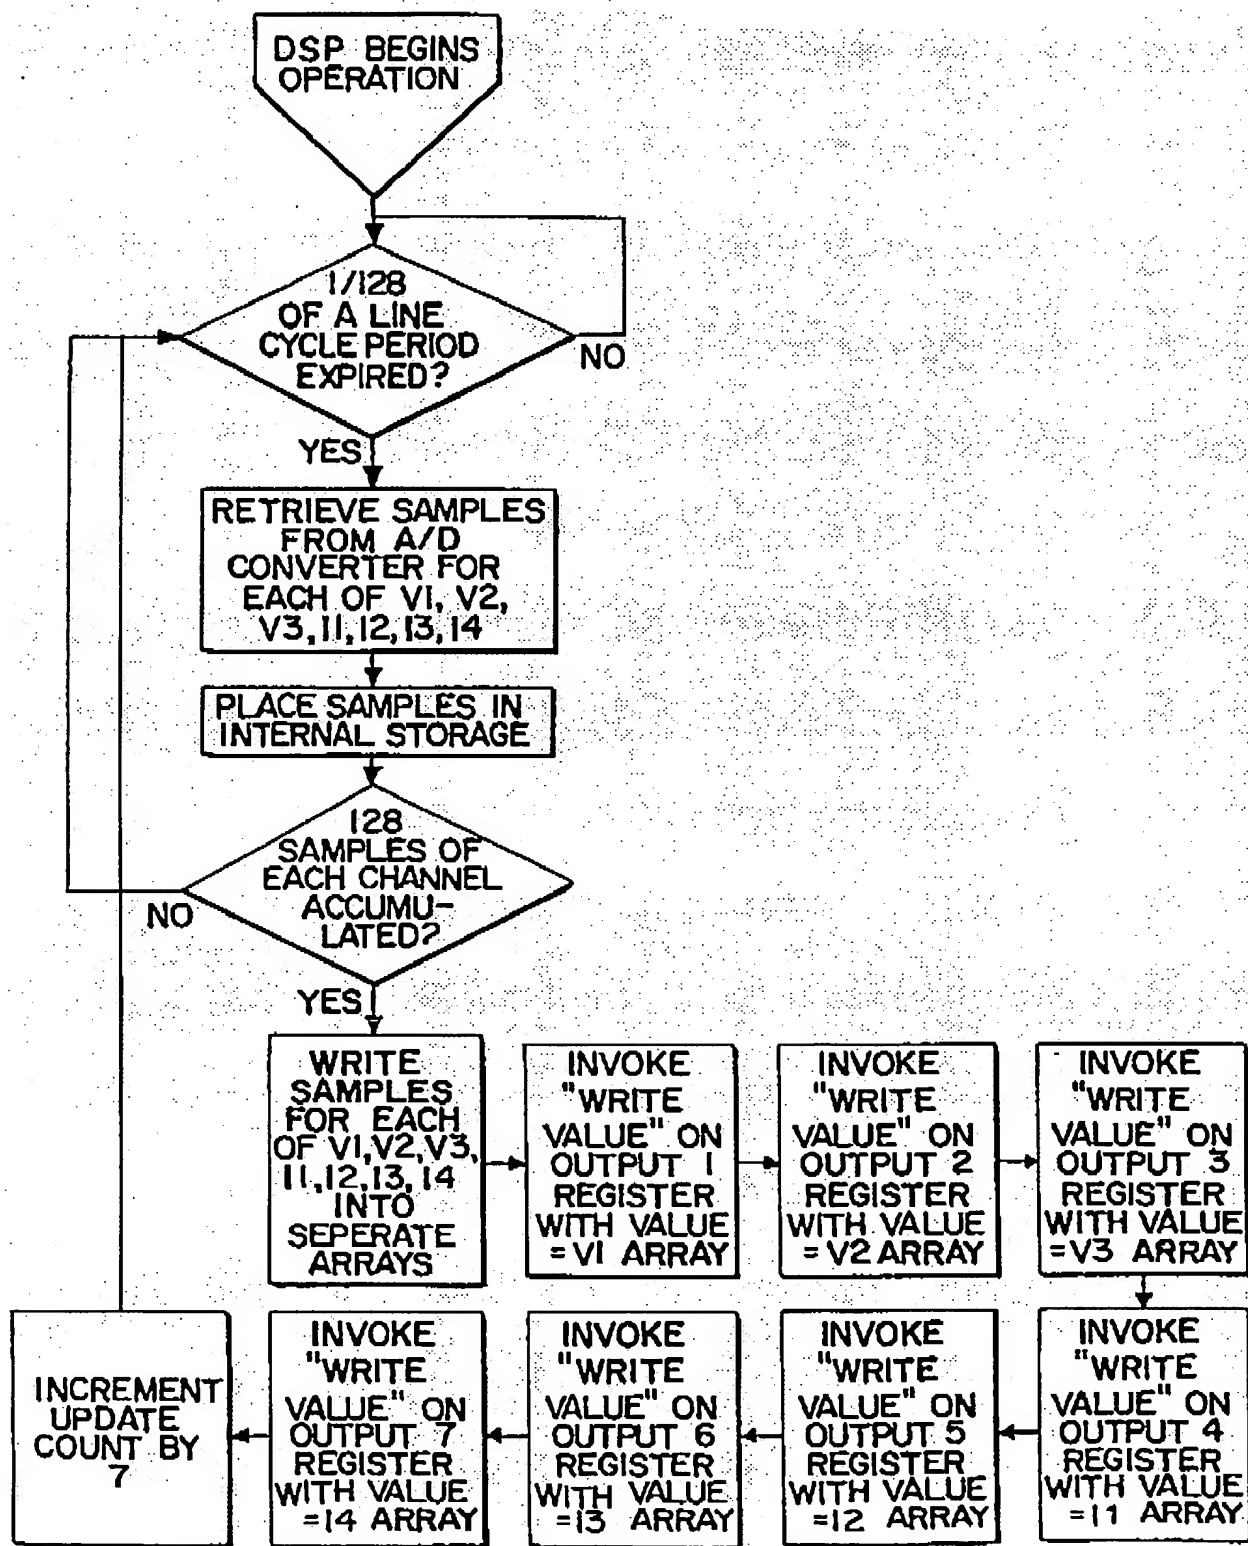 DSP BEGINS
OPERATION
1/128
OF A LINE
CYCLE PERIOD
EXPIRED?
NO
YES
RETRIEVE SAMPLES
FROM A/D
CONVERTER FOR
EACH OF V1, V2,
V3, I1, I2, I3, I4
PLACE SAMPLES IN
INTERNAL STORAGE
128
SAMPLES OF
EACH CHANNEL
ACCUMU-
LATED?
NO
YES
WRITE
SAMPLES
FOR EACH
OF V1, V2, V3,
I1, I2, I3, I4
INTO
SEPERATE
ARRAYS
INVOKE
"WRITE
VALUE" ON
OUTPUT 1
REGISTER
WITH VALUE
=V1 ARRAY
INVOKE
"WRITE
VALUE" ON
OUTPUT 2
REGISTER
WITH VALUE
=V2 ARRAY
INVOKE
"WRITE
VALUE" ON
OUTPUT 3
REGISTER
WITH VALUE
=V3 ARRAY
INVOKE
"WRITE
VALUE" ON
OUTPUT 4
REGISTER
WITH VALUE
=I1 ARRAY
INVOKE
"WRITE
VALUE" ON
OUTPUT 5
REGISTER
WITH VALUE
=I2 ARRAY
INVOKE
"WRITE
VALUE" ON
OUTPUT 6
REGISTER
WITH VALUE
=I3 ARRAY
INVOKE
"WRITE
VALUE" ON
OUTPUT 7
REGISTER
WITH VALUE
=I4 ARRAY
INCREMENT
UPDATE
COUNT BY
7